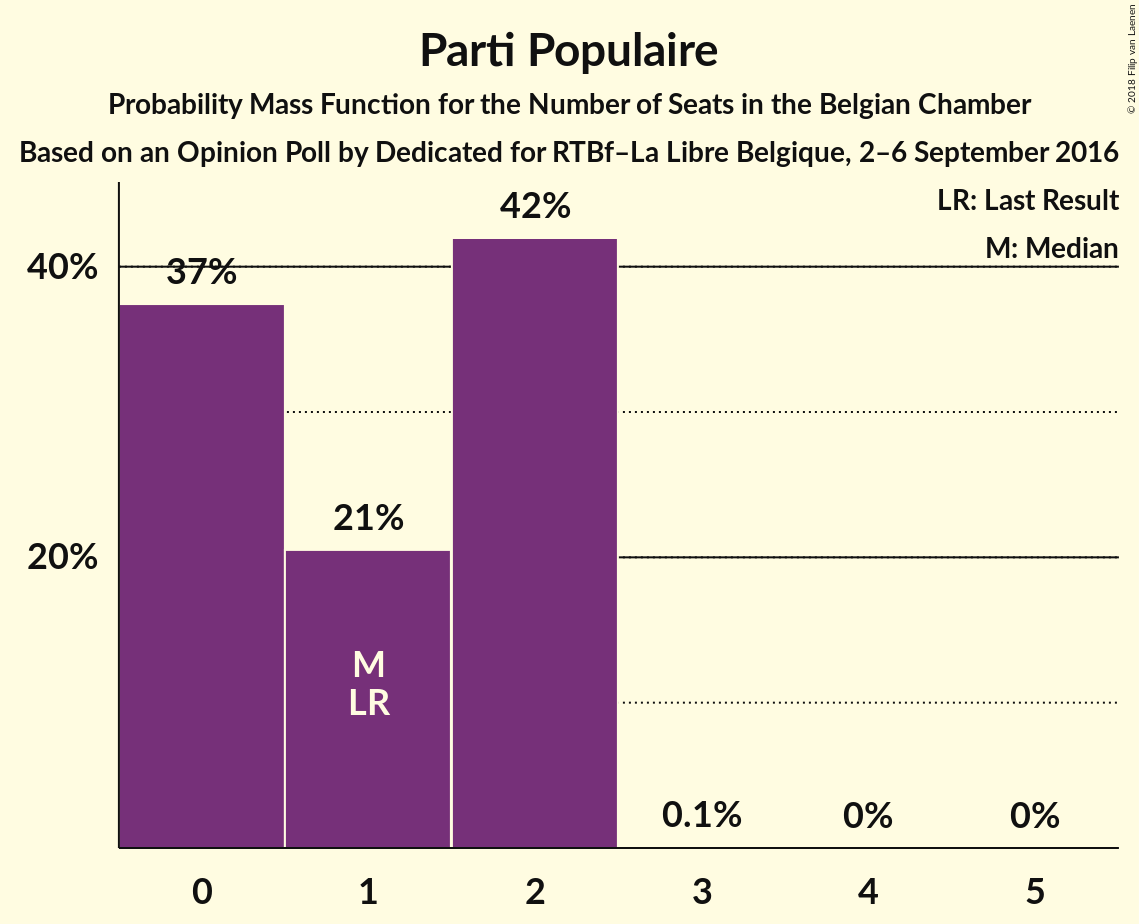 Parti Populaire
Probability Mass Function for the Number of Seats in the Belgian Chamber
Based on an Opinion Poll by Dedicated for RTBf–La Libre Belgique, 2–6 September 2016
© 2018 Filip van Laenen
LR: Last Result
M: Median
42%
40%
37%
21%
20%
M
LR
0.1%
0%
0%
0
1
2
3
4
5